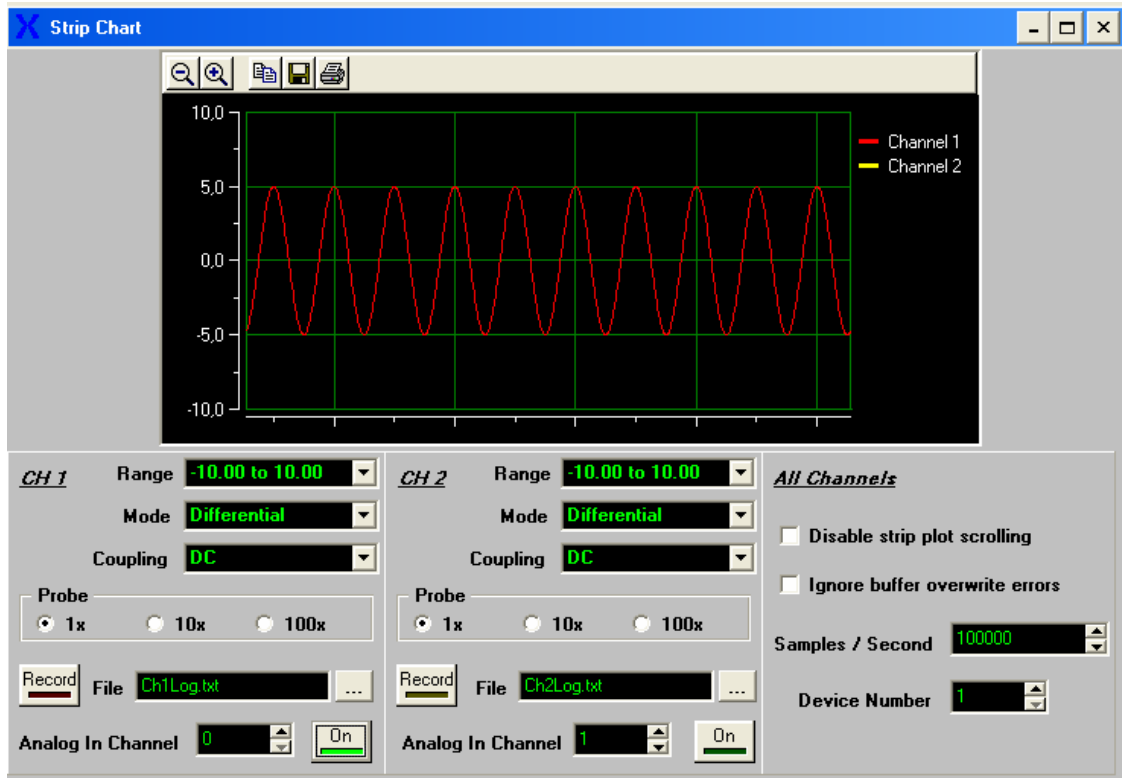 Strip Chart
10,0
5,0
0,0
-5,0
-10,0
Channel 1
Channel 2
CH 1
Range -10.00 to 10.00
Mode Differential
Coupling DC
Probe
1x 10x 100x
Record File Ch1Log.txt ...
Analog In Channel 0 On
CH 2
Range -10.00 to 10.00
Mode Differential
Coupling DC
Probe
1x 10x 100x
Record File Ch2Log.txt ...
Analog In Channel 1 On
All Channels
Disable strip plot scrolling
Ignore buffer overwrite errors
Samples / Second 100000
Device Number 1